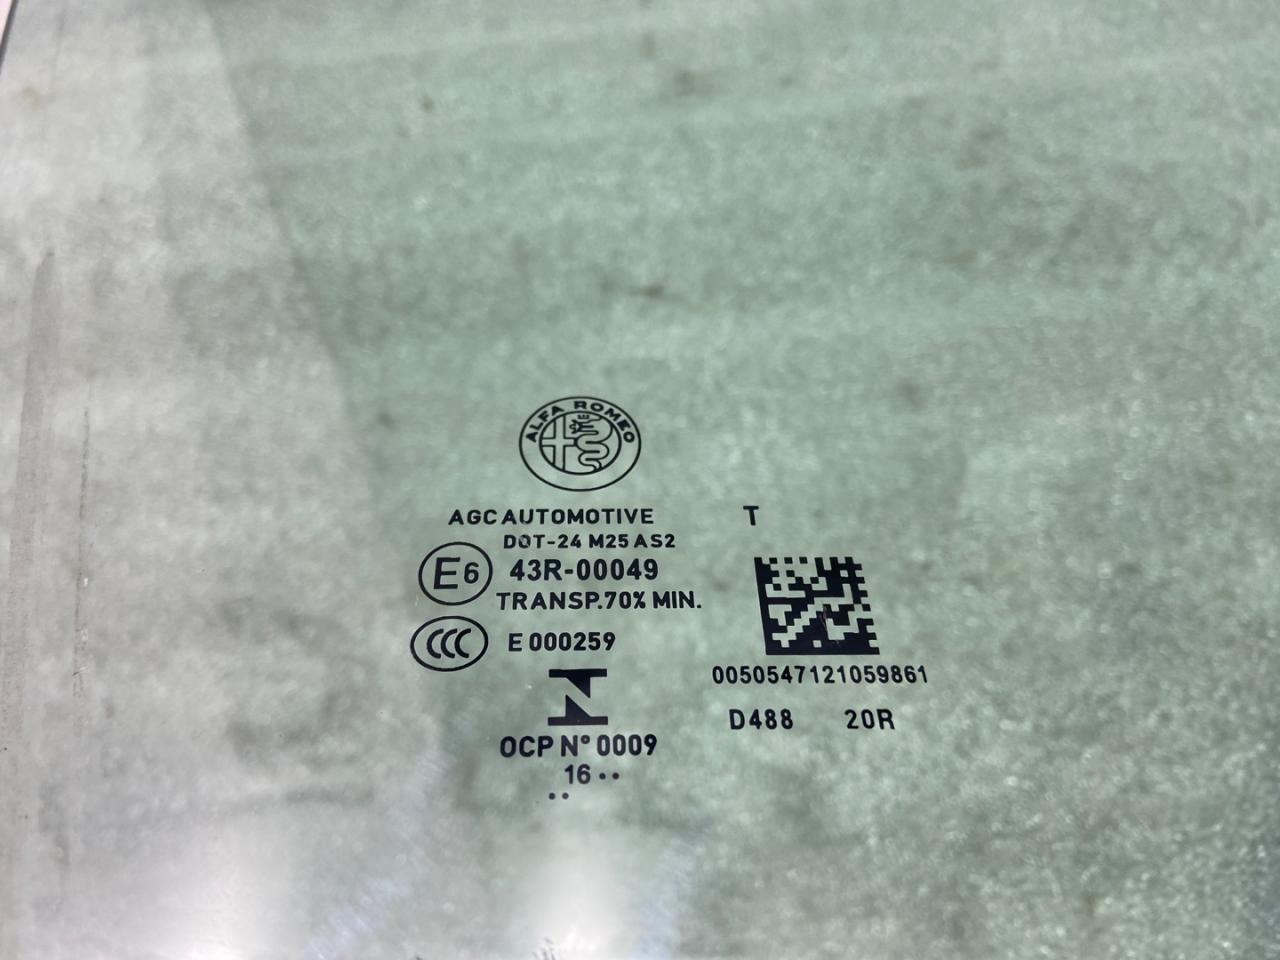 ALFA ROMEO
AGC AUTOMOTIVE T
DOT-24 M25 AS2
E6 43R-00049
TRANSP.70% MIN.
CCC E 000259
0050547121059861
D488 20R
OCP N° 0009
16 ••
••